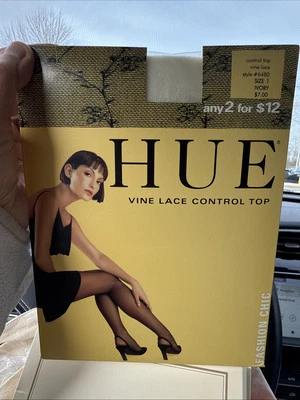 control top
vine lace
style #6480
SIZE 1
IVORY
$7.00
any 2 for $12
HUE®
VINE LACE CONTROL TOP
FASHION CHIC